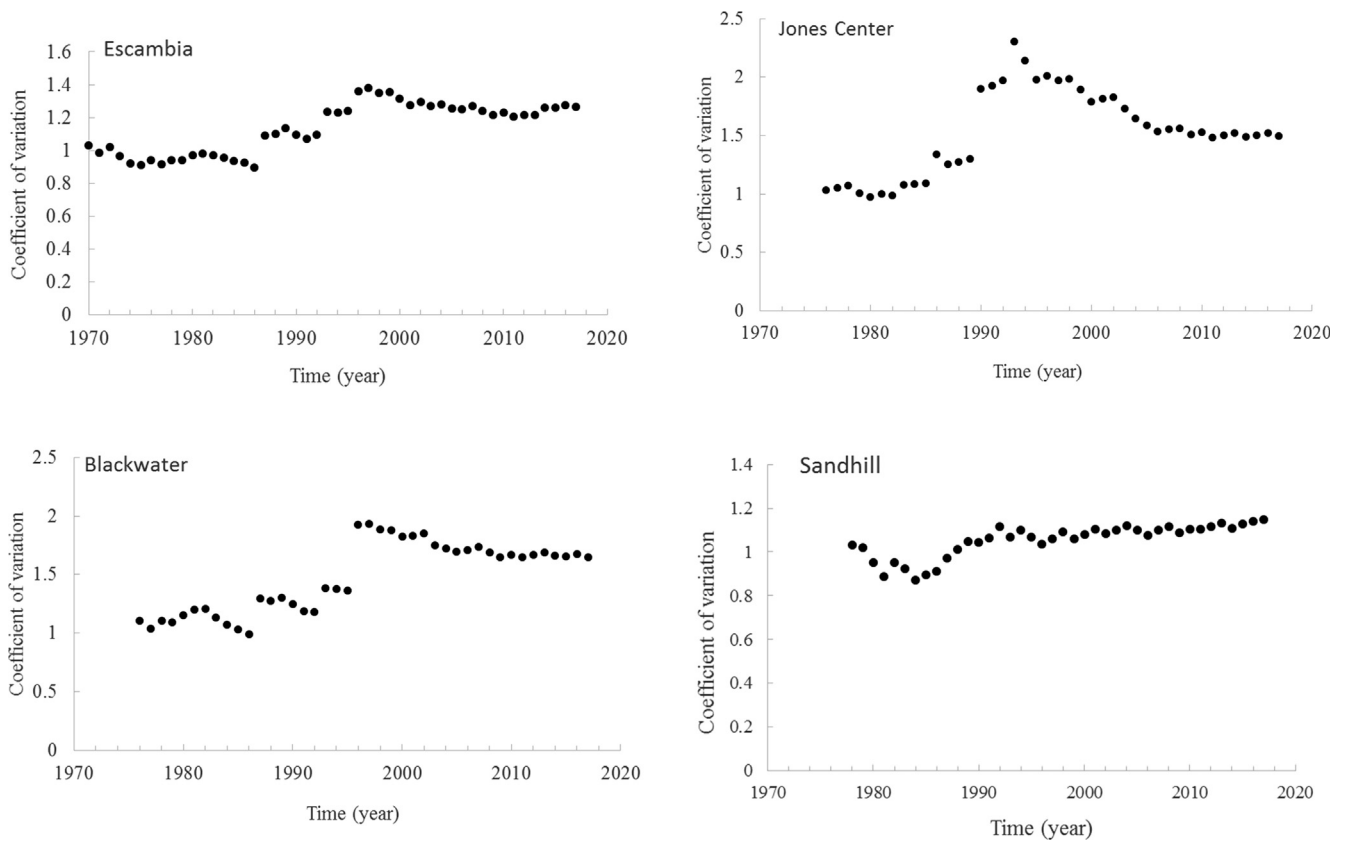 Escambia
Coefficient of variation
1.6
1.4
1.2
1
0.8
0.6
0.4
0.2
0
1970 1980 1990 2000 2010 2020
Time (year)
Jones Center
Coefficient of variation
2.5
2
1.5
1
0.5
0
1970 1980 1990 2000 2010 2020
Time (year)
Blackwater
Coefficient of variation
2.5
2
1.5
1
0.5
0
1970 1980 1990 2000 2010 2020
Time (year)
Sandhill
Coefficient of variation
1.4
1.2
1
0.8
0.6
0.4
0.2
0
1970 1980 1990 2000 2010 2020
Time (year)